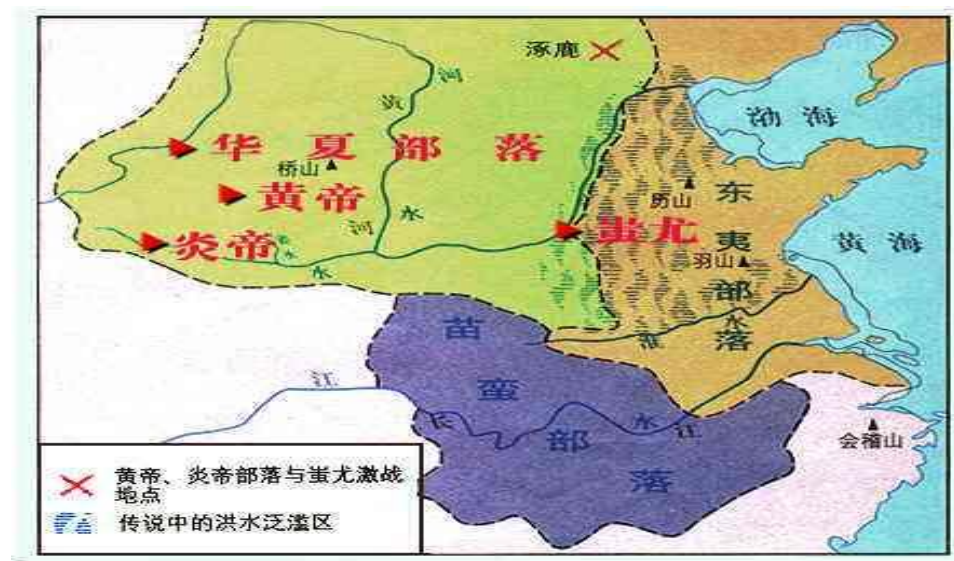 涿鹿
渤海
黄河
华夏部落
桥山
黄帝
历山
东夷部落
河水
蚩尤
黄海
炎帝
水
羽山
淮水
苗蛮部落
江
长江
水
会稽山
黄帝、炎帝部落与蚩尤激战
地点
传说中的洪水泛滥区